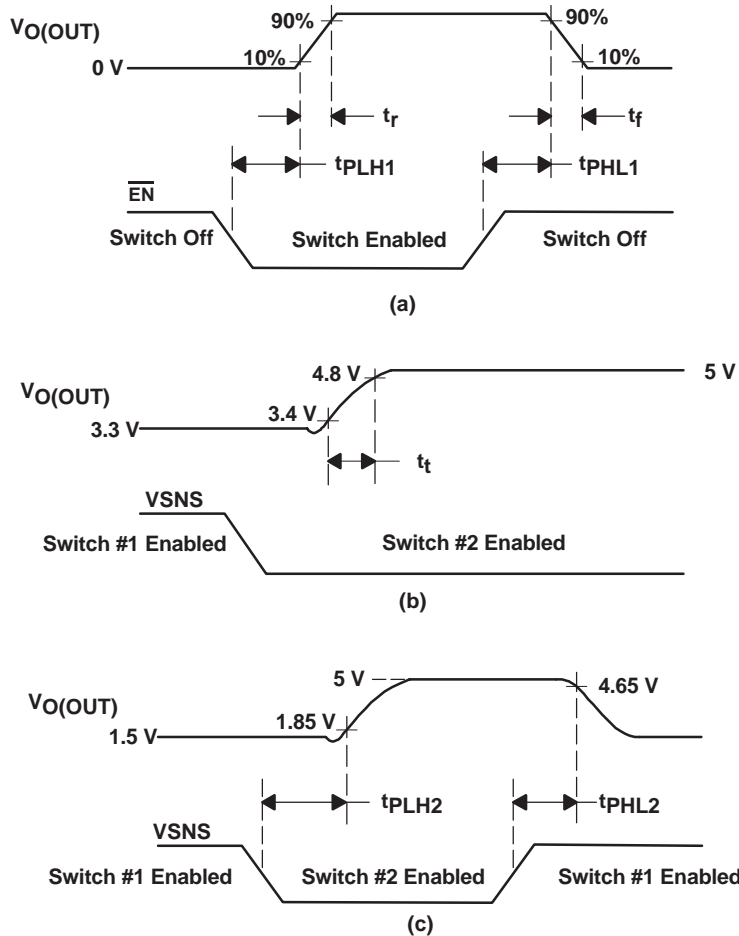 VO(OUT)
90%
90%
10%
10%
0 V
tr
tf
tPLH1
tPHL1
EN
Switch Off
Switch Enabled
Switch Off
(a)
4.8 V
5 V
VO(OUT)
3.4 V
3.3 V
tt
VSNS
Switch #1 Enabled
Switch #2 Enabled
(b)
5 V
4.65 V
VO(OUT)
1.85 V
1.5 V
tPLH2
tPHL2
VSNS
Switch #1 Enabled
Switch #2 Enabled
Switch #1 Enabled
(c)